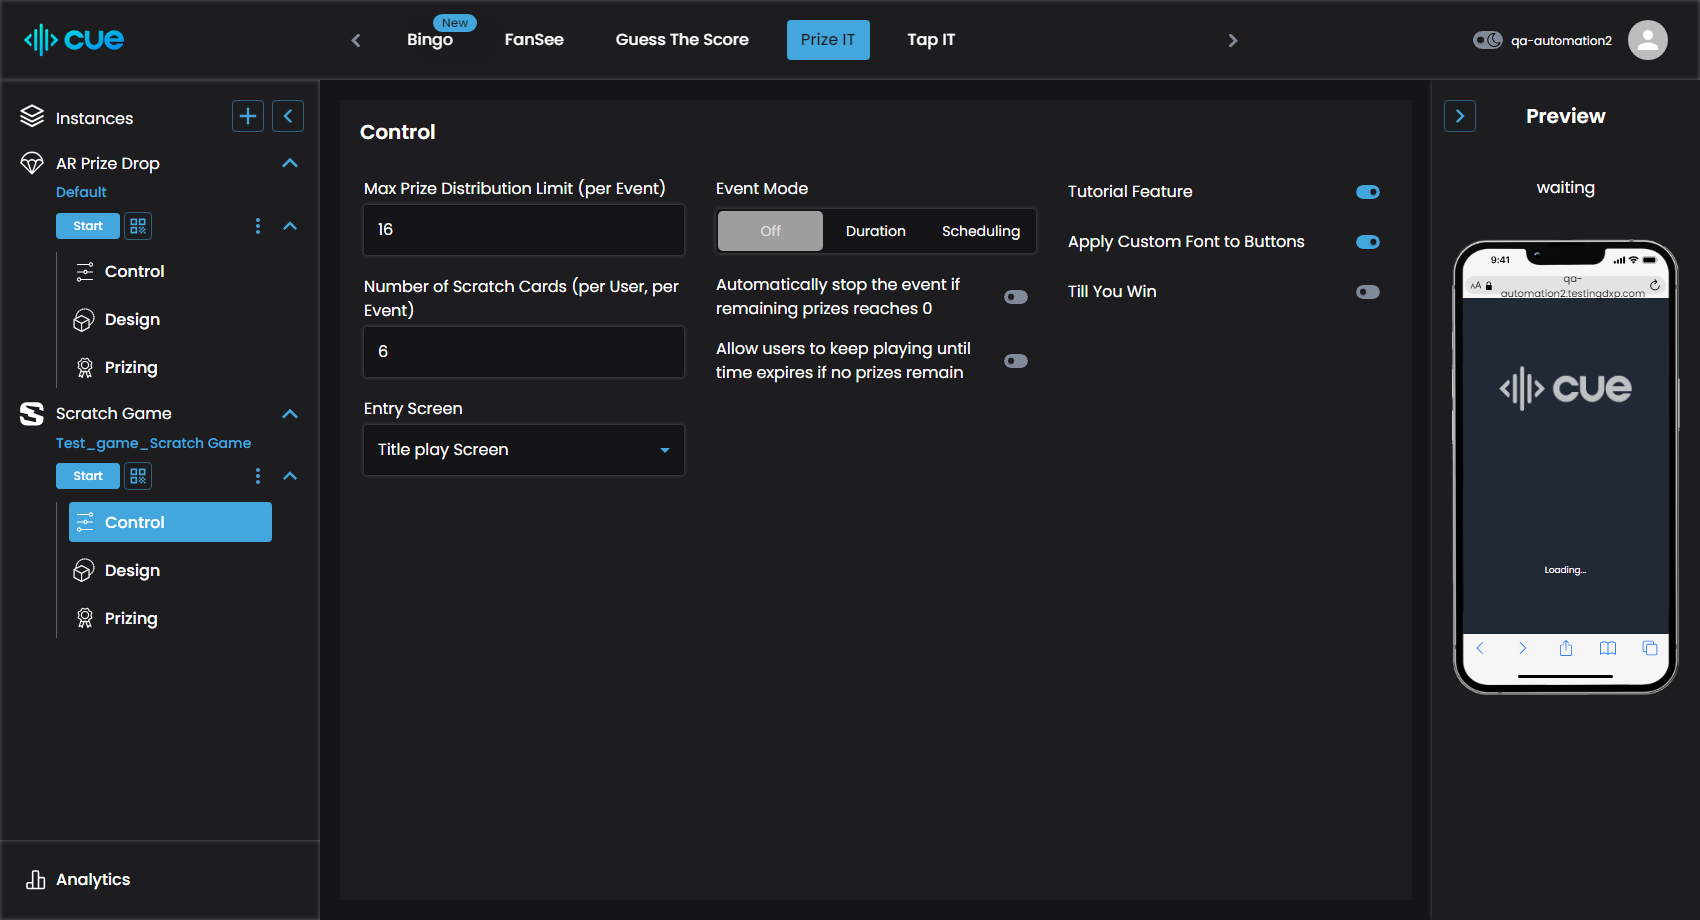 cue
New
Bingo
FanSee
Guess The Score
Prize IT
Tap IT
qa-automation2
Instances
AR Prize Drop
Default
Start
Control
Design
Prizing
Scratch Game
Test_game_Scratch Game
Start
Control
Design
Prizing
Analytics
Control
Max Prize Distribution Limit (per Event)
16
Number of Scratch Cards (per User, per
Event)
6
Entry Screen
Title play Screen
Event Mode
Off
Duration
Scheduling
Automatically stop the event if
remaining prizes reaches 0
Allow users to keep playing until
time expires if no prizes remain
Tutorial Feature
Apply Custom Font to Buttons
Till You Win
Preview
waiting
9:41
AA
qa-
automation2.testingdxp.com
cue
Loading...